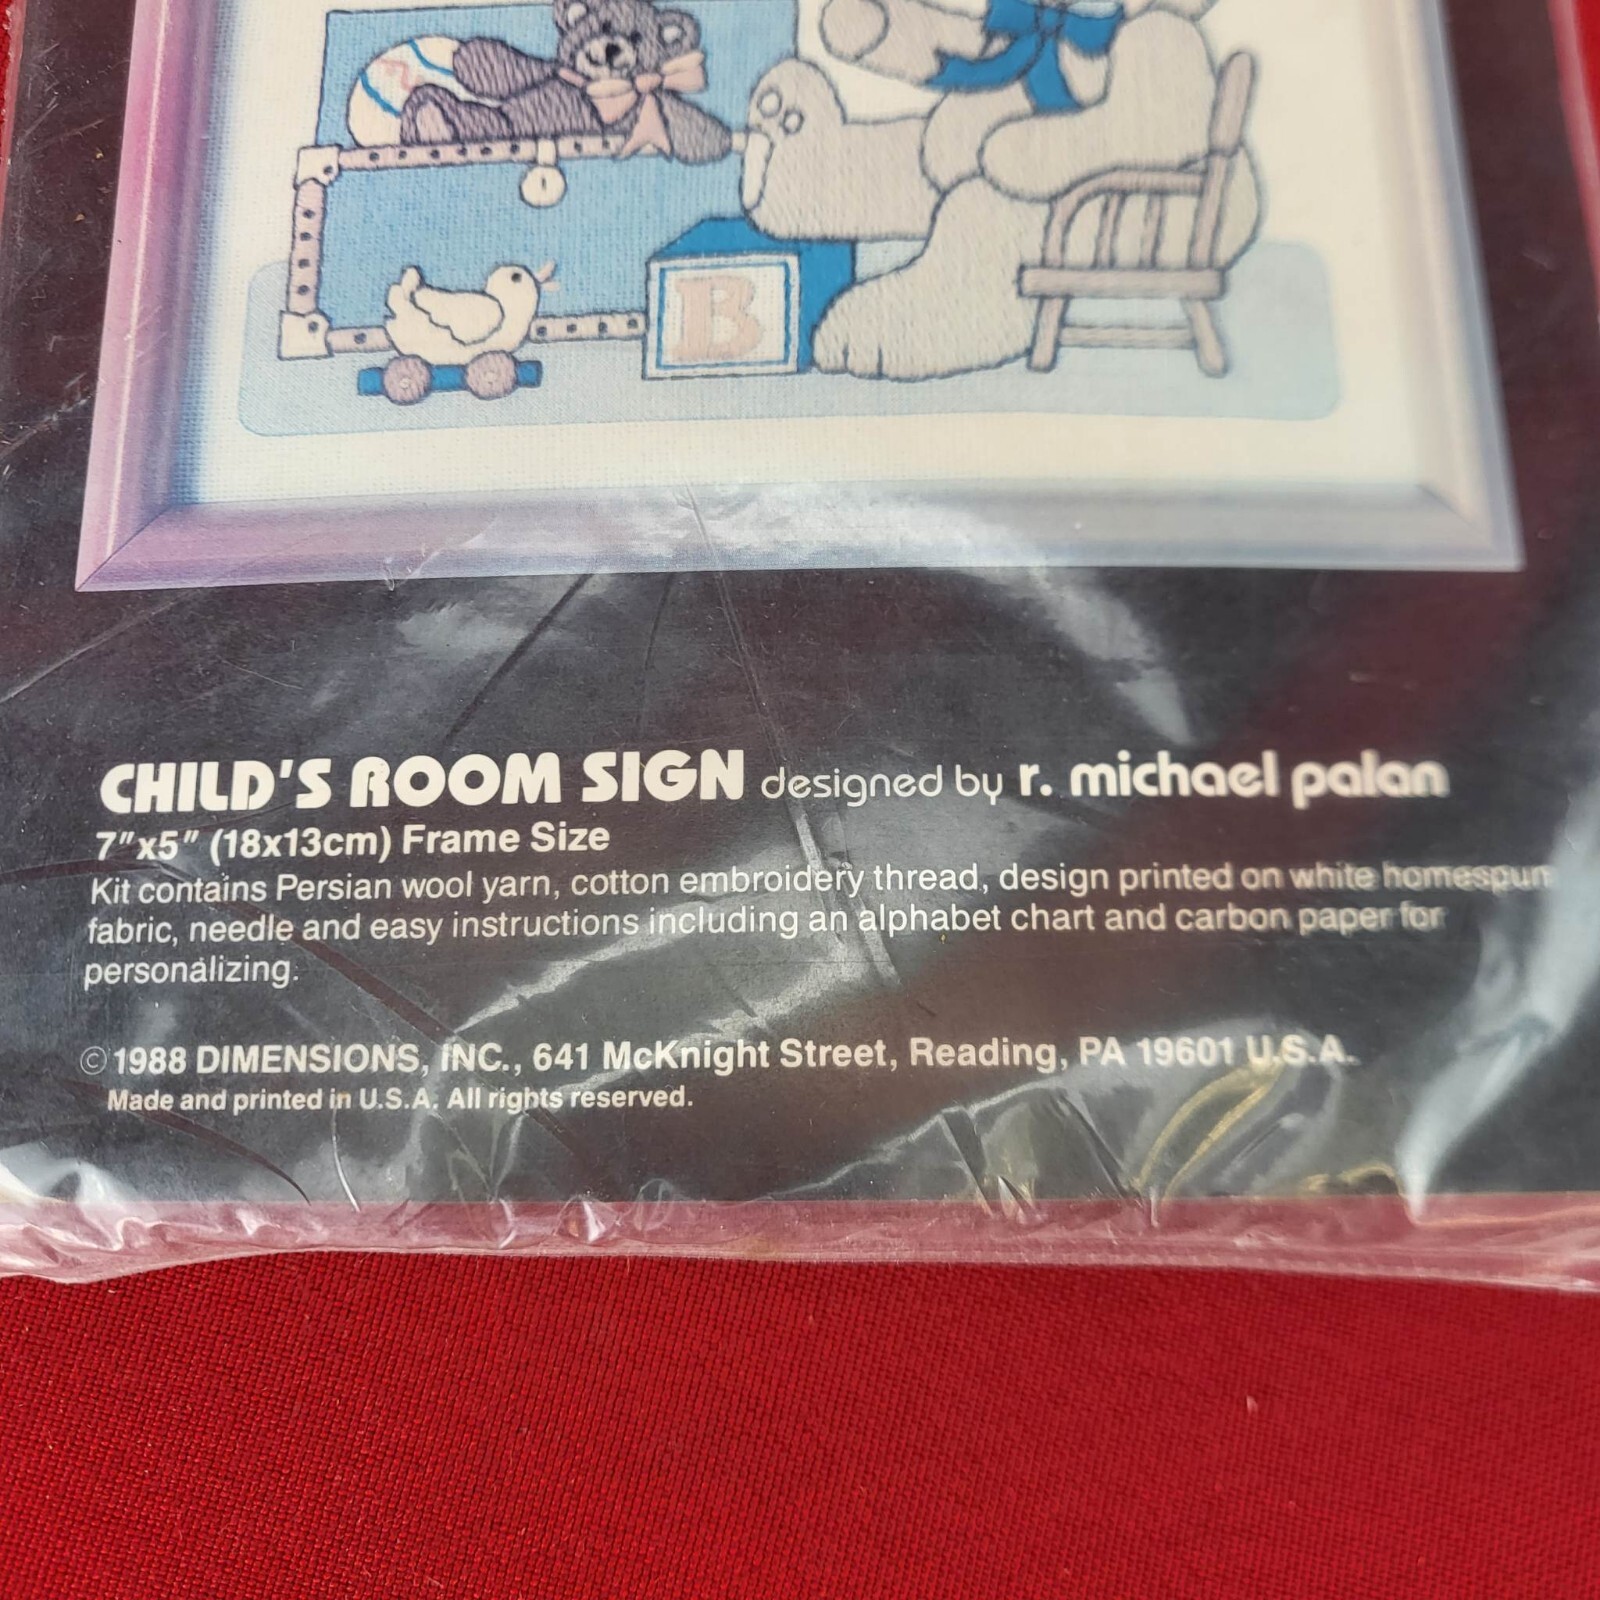 B
CHILD'S ROOM SIGN designed by r. michael palan
7"x5" (18x13cm) Frame Size
Kit contains Persian wool yarn, cotton embroidery thread, design printed on white homespun
fabric, needle and easy instructions including an alphabet chart and carbon paper for
personalizing.
© 1988 DIMENSIONS, INC., 641 McKnight Street, Reading, PA 19601 U.S.A.
Made and printed in U.S.A. All rights reserved.